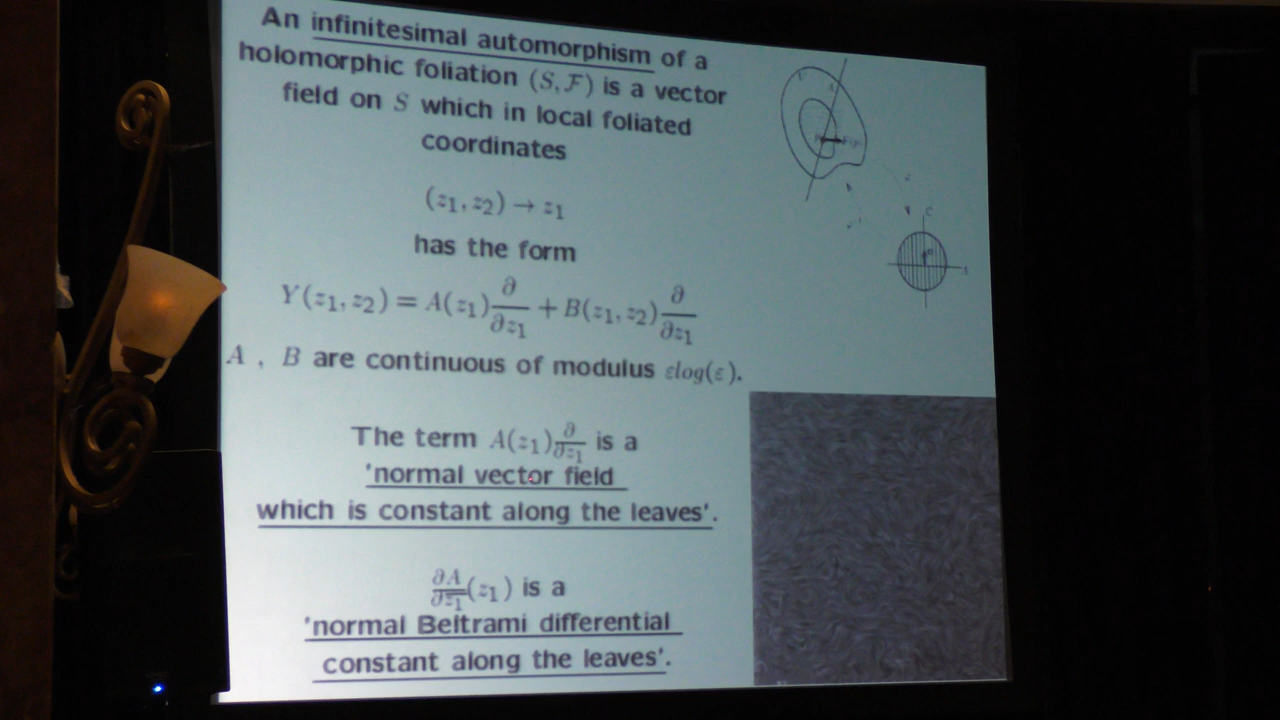 An infinitesimal automorphism of a
holomorphic foliation (S, ℱ) is a vector
field on S which in local foliated
coordinates
(z₁, z₂) → z₁
has the form
Y(z₁, z₂) = A(z₁) ∂/∂z₁ + B(z₁, z₂) ∂/∂z₁
A , B are continuous of modulus εlog(ε).
The term A(z₁) ∂/∂z₁ is a
'normal vector field
which is constant along the leaves'.
∂A/∂z̄₁ (z₁) is a
'normal Beltrami differential
constant along the leaves'.